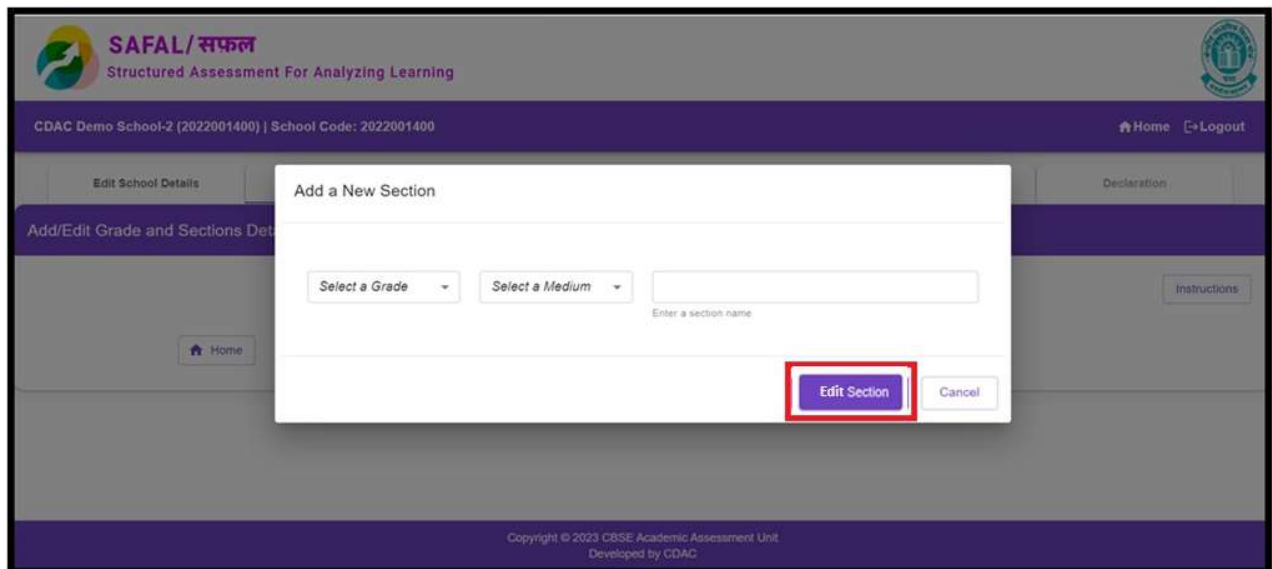 SAFAL/सफल
Structured Assessment For Analyzing Learning
CDAC Demo School-2 (2022001400) | School Code: 2022001400
Home Logout
Edit School Details
Declaration
Add a New Section
Add/Edit Grade and Sections Det
Select a Grade
Select a Medium
Enter a section name
Instructions
Home
Edit Section
Cancel
Copyright © 2023 CBSE Academic Assessment Unit
Developed by CDAC